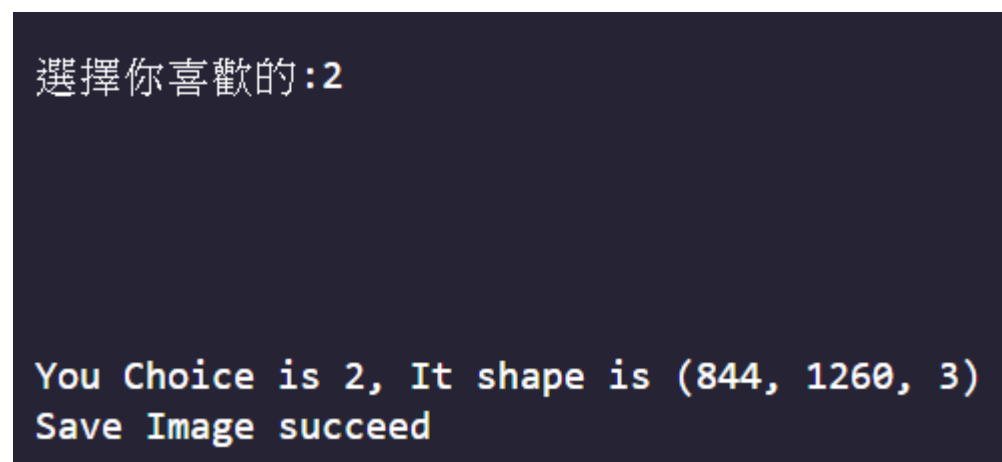 選擇你喜歡的:2
You Choice is 2, It shape is (844, 1260, 3)
Save Image succeed